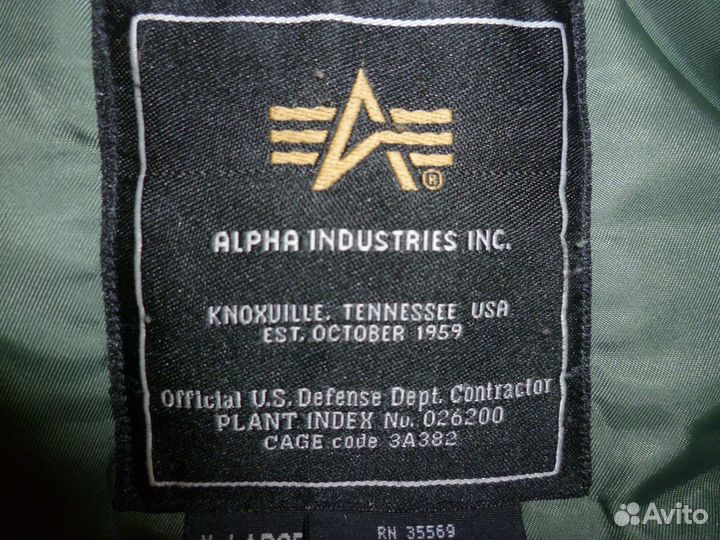 ®
ALPHA INDUSTRIES INC.
KNOXVILLE, TENNESSEE USA
EST. OCTOBER 1959
Official U.S. Defense Dept. Contractor
PLANT INDEX No. 026200
CAGE code 3A382
X-LARGE
RN 35569
Avito